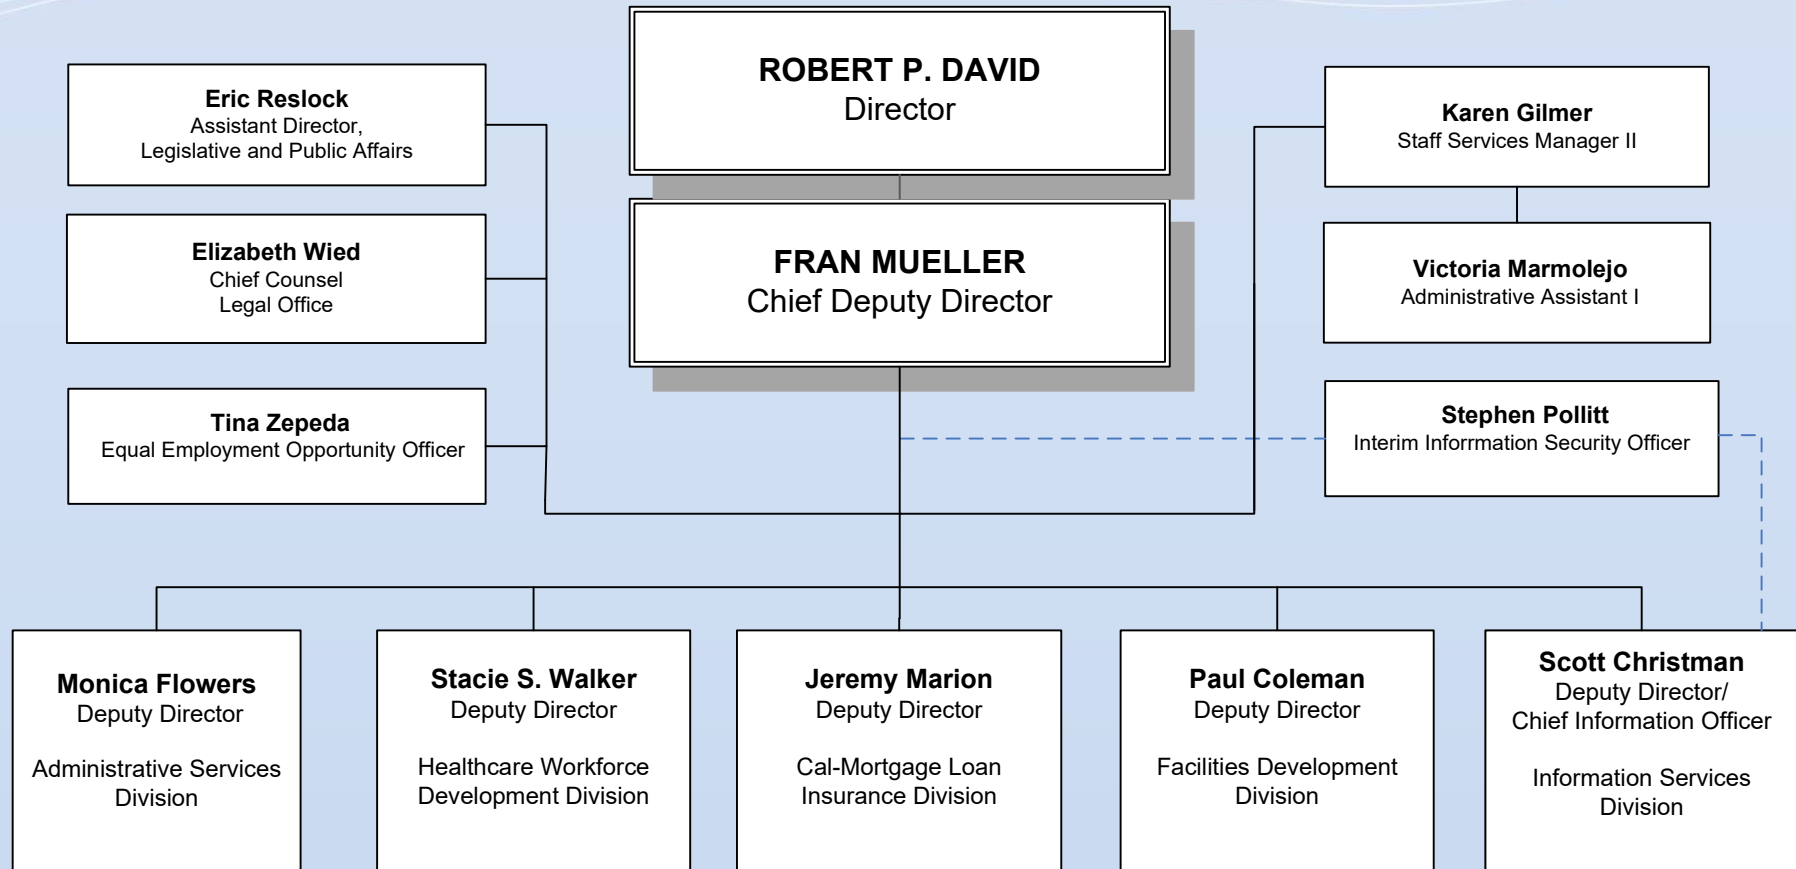 ROBERT P. DAVID
Director
Eric Reslock
Assistant Director,
Legislative and Public Affairs
Karen Gilmer
Staff Services Manager II
Elizabeth Wied
Chief Counsel
Legal Office
FRAN MUELLER
Chief Deputy Director
Victoria Marmolejo
Administrative Assistant I
Tina Zepeda
Equal Employment Opportunity Officer
Stephen Pollitt
Interim Information Security Officer
Monica Flowers
Deputy Director
Administrative Services
Division
Stacie S. Walker
Deputy Director
Healthcare Workforce
Development Division
Jeremy Marion
Deputy Director
Cal-Mortgage Loan
Insurance Division
Paul Coleman
Deputy Director
Facilities Development
Division
Scott Christman
Deputy Director/
Chief Information Officer
Information Services
Division